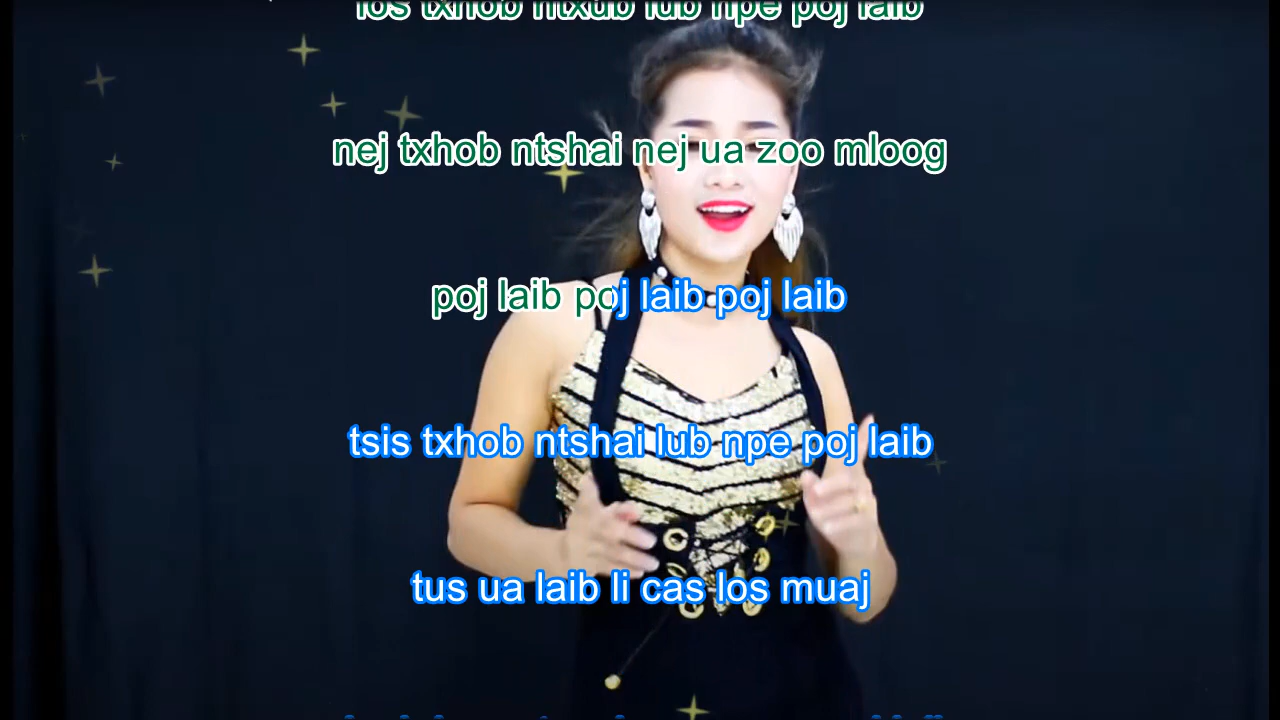 los txhob ntxub lub npe poj laib
nej txhob ntshai nej ua zoo mloog
poj laib poj laib poj laib
tsis txhob ntshai lub npe poj laib
tus ua laib li cas los muaj